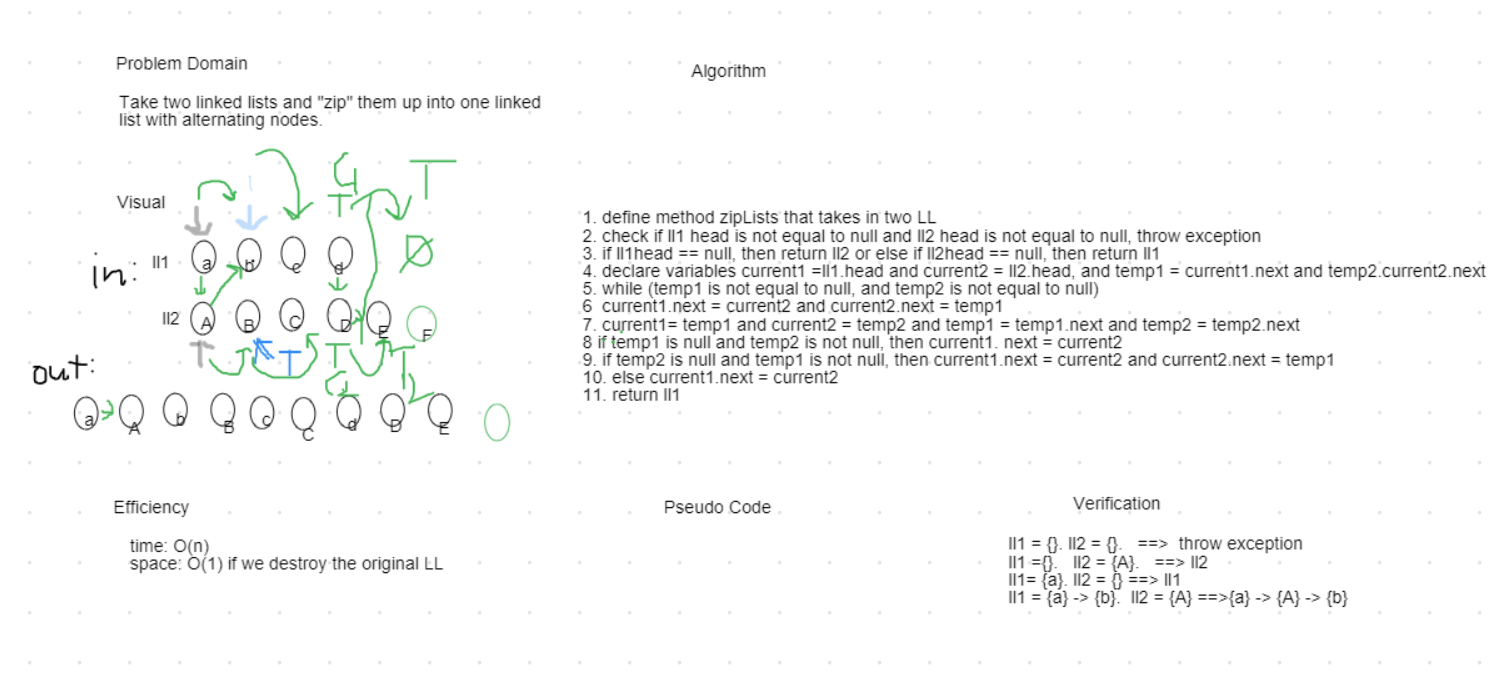 Problem Domain
Take two linked lists and "zip" them up into one linked
list with alternating nodes.
Visual
G
T
T
in:
ll1
a
b
c
d
ll2
A
B
C
D
E
F
T
T
T
out:
a
A
b
B
c
C
d
D
E
Algorithm
1. define method zipLists that takes in two LL
2. check if ll1 head is not equal to null and ll2 head is not equal to null, throw exception
3. if ll1head == null, then return ll2 or else if ll2head == null, then return ll1
4. declare variables current1 =ll1.head and current2 = ll2.head, and temp1 = current1.next and temp2.current2.next
5. while (temp1 is not equal to null, and temp2 is not equal to null)
6 current1.next = current2 and current2.next = temp1
7. current1= temp1 and current2 = temp2 and temp1 = temp1.next and temp2 = temp2.next
8 if temp1 is null and temp2 is not null, then current1. next = current2
9. if temp2 is null and temp1 is not null, then current1.next = current2 and current2.next = temp1
10. else current1.next = current2
11. return ll1
Efficiency
time: O(n)
space: O(1) if we destroy the original LL
Pseudo Code
Verification
ll1 = {}. ll2 = {}. ==> throw exception
ll1 ={}. ll2 = {A}. ==> ll2
ll1= {a}. ll2 = {} ==> ll1
ll1 = {a} -> {b}. ll2 = {A} ==>{a} -> {A} -> {b}